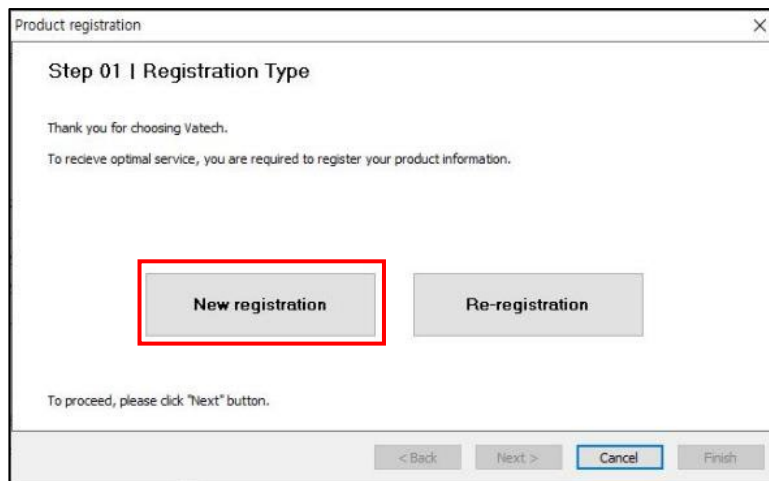 Product registration
Step 01 | Registration Type
Thank you for choosing Vatech.
To recieve optimal service, you are required to register your product information.
New registration
Re-registration
To proceed, please click "Next" button.
< Back
Next >
Cancel
Finish